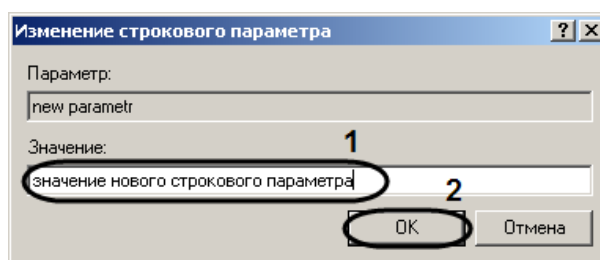 Изменение строкового параметра
Параметр:
new parametr
Значение:
1
значение нового строкового параметра
2
OK
Отмена